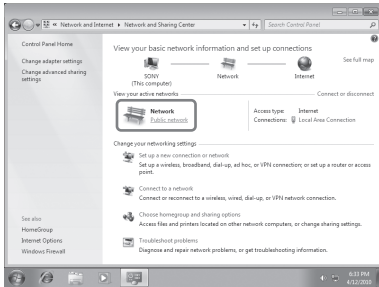 « Network and Internet ▸ Network and Sharing Center
Search Control Panel
Control Panel Home
Change adapter settings
Change advanced sharing
settings
View your basic network information and set up connections
See full map
SONY
(This computer)
Network
Internet
View your active networks
Connect or disconnect
Network
Public network
Access type:
Internet
Connections:
Local Area Connection
Change your networking settings
Set up a new connection or network
Set up a wireless, broadband, dial-up, ad hoc, or VPN connection; or set up a router or access
point.
Connect to a network
Connect or reconnect to a wireless, wired, dial-up, or VPN network connection.
Choose homegroup and sharing options
Access files and printers located on other network computers, or change sharing settings.
Troubleshoot problems
Diagnose and repair network problems, or get troubleshooting information.
See also
HomeGroup
Internet Options
Windows Firewall
6:33 PM
4/12/2010